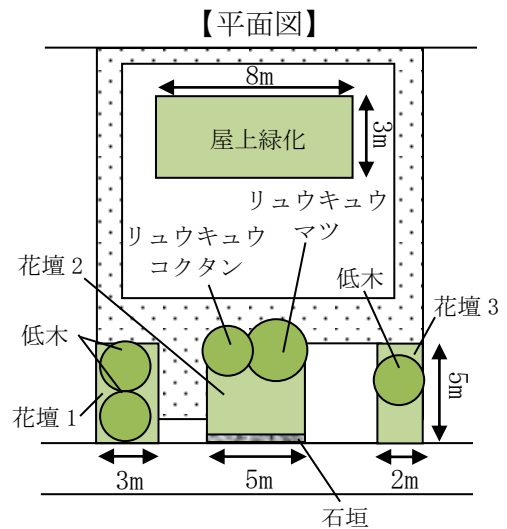 【平面図】
8m
屋上緑化
3m
リュウキュウ
マツ
リュウキュウ
コクタン
花壇 2
低木
花壇 3
低木
花壇 1
5m
3m
5m
2m
石垣